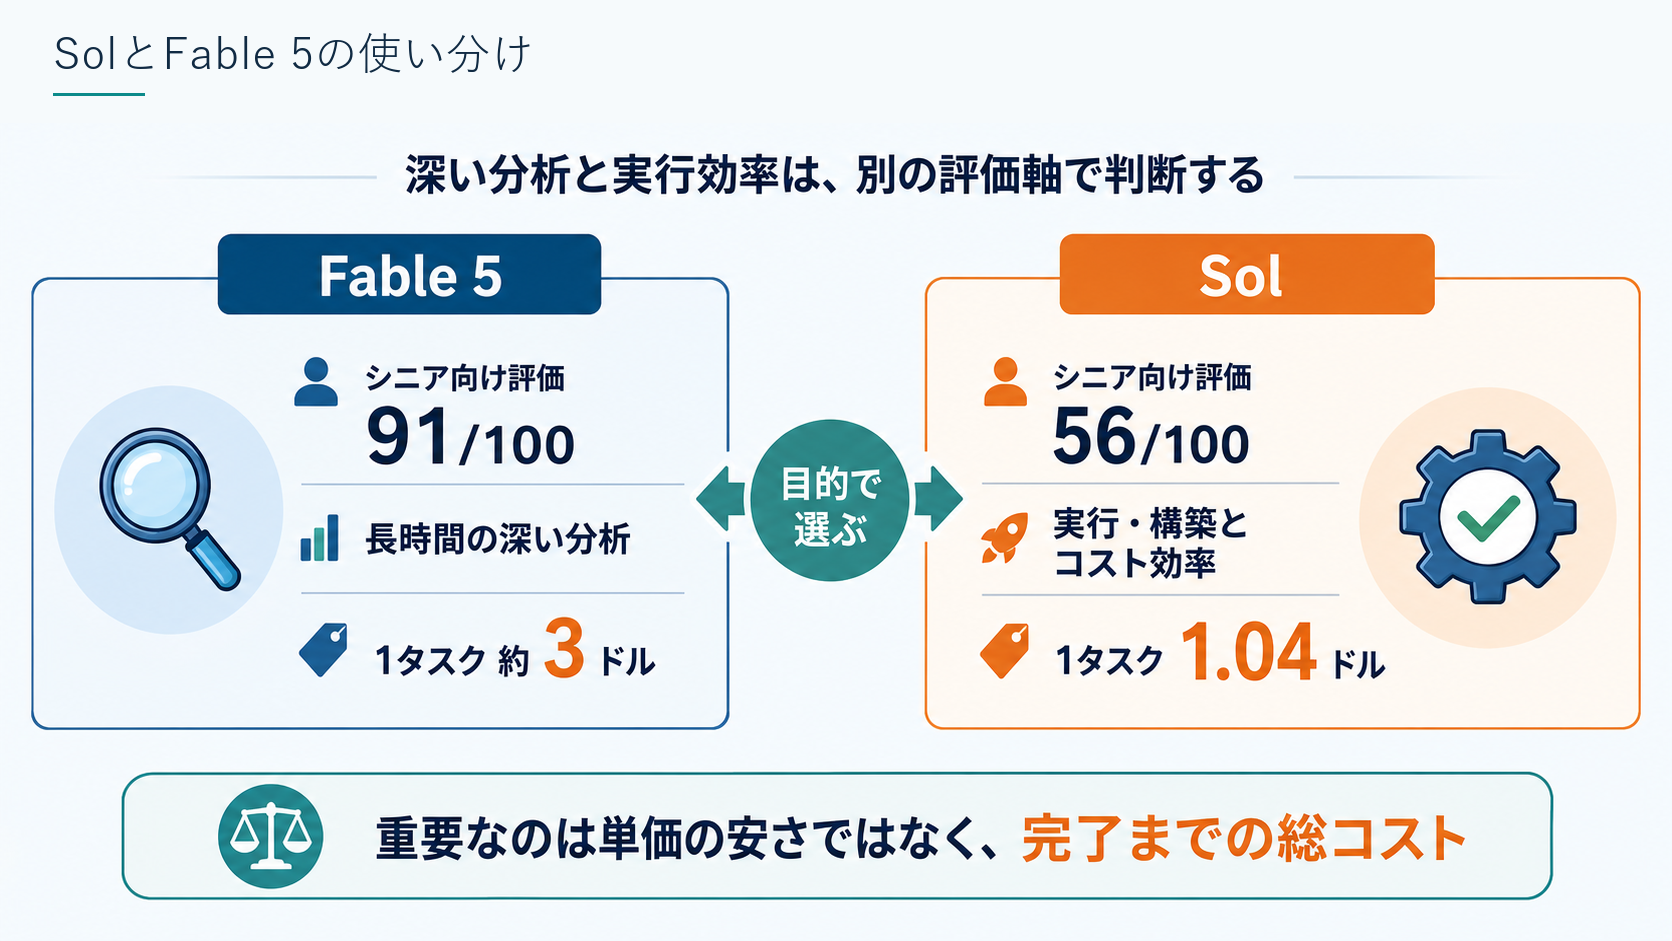 SolとFable 5の使い分け
深い分析と実行効率は、別の評価軸で判断する
Fable 5
シニア向け評価
91/100
長時間の深い分析
1タスク 約 3 ドル
目的で
選ぶ
Sol
シニア向け評価
56/100
実行・構築と
コスト効率
1タスク 1.04 ドル
重要なのは単価の安さではなく、完了までの総コスト